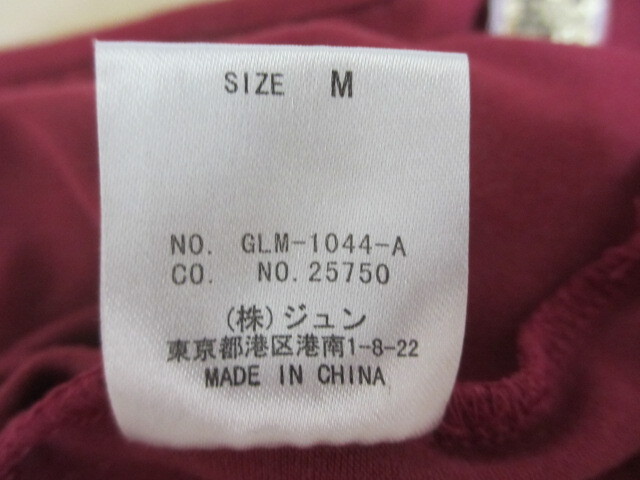 SIZE M
NO. GLM-1044-A
CO. NO.25750
(株)ジュン
東京都港区港南1-8-22
MADE IN CHINA